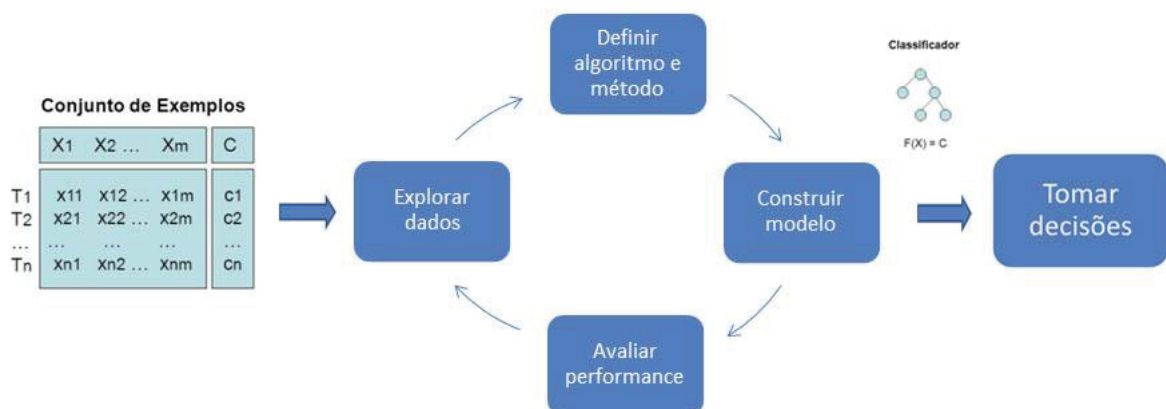 Conjunto de Exemplos
X1 X2 ... Xm C
T1 x11 x12 ... x1m c1
T2 x21 x22 ... x2m c2
... ... ... ... ...
Tn xn1 xn2 ... xnm cn
Explorar
dados
Definir
algoritmo e
método
Construir
modelo
Avaliar
performance
Classificador
F(X) = C
Tomar
decisões